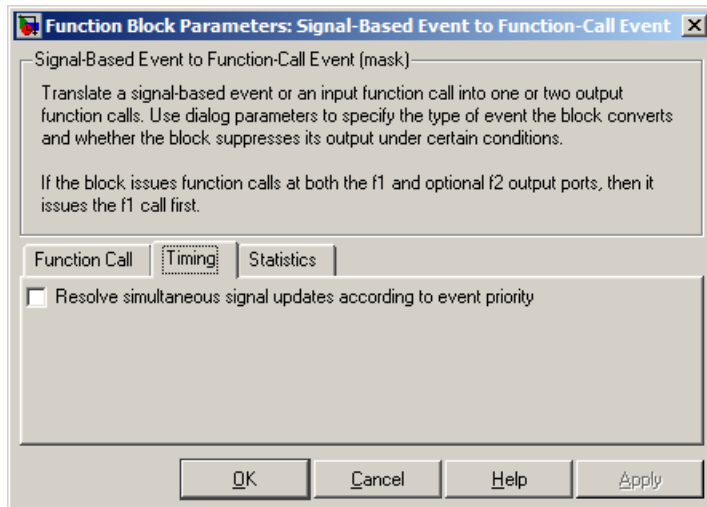 Function Block Parameters: Signal-Based Event to Function-Call Event
Signal-Based Event to Function-Call Event (mask)
Translate a signal-based event or an input function call into one or two output
function calls. Use dialog parameters to specify the type of event the block converts
and whether the block suppresses its output under certain conditions.
If the block issues function calls at both the f1 and optional f2 output ports, then it
issues the f1 call first.
Function Call Timing Statistics
Resolve simultaneous signal updates according to event priority
OK Cancel Help Apply